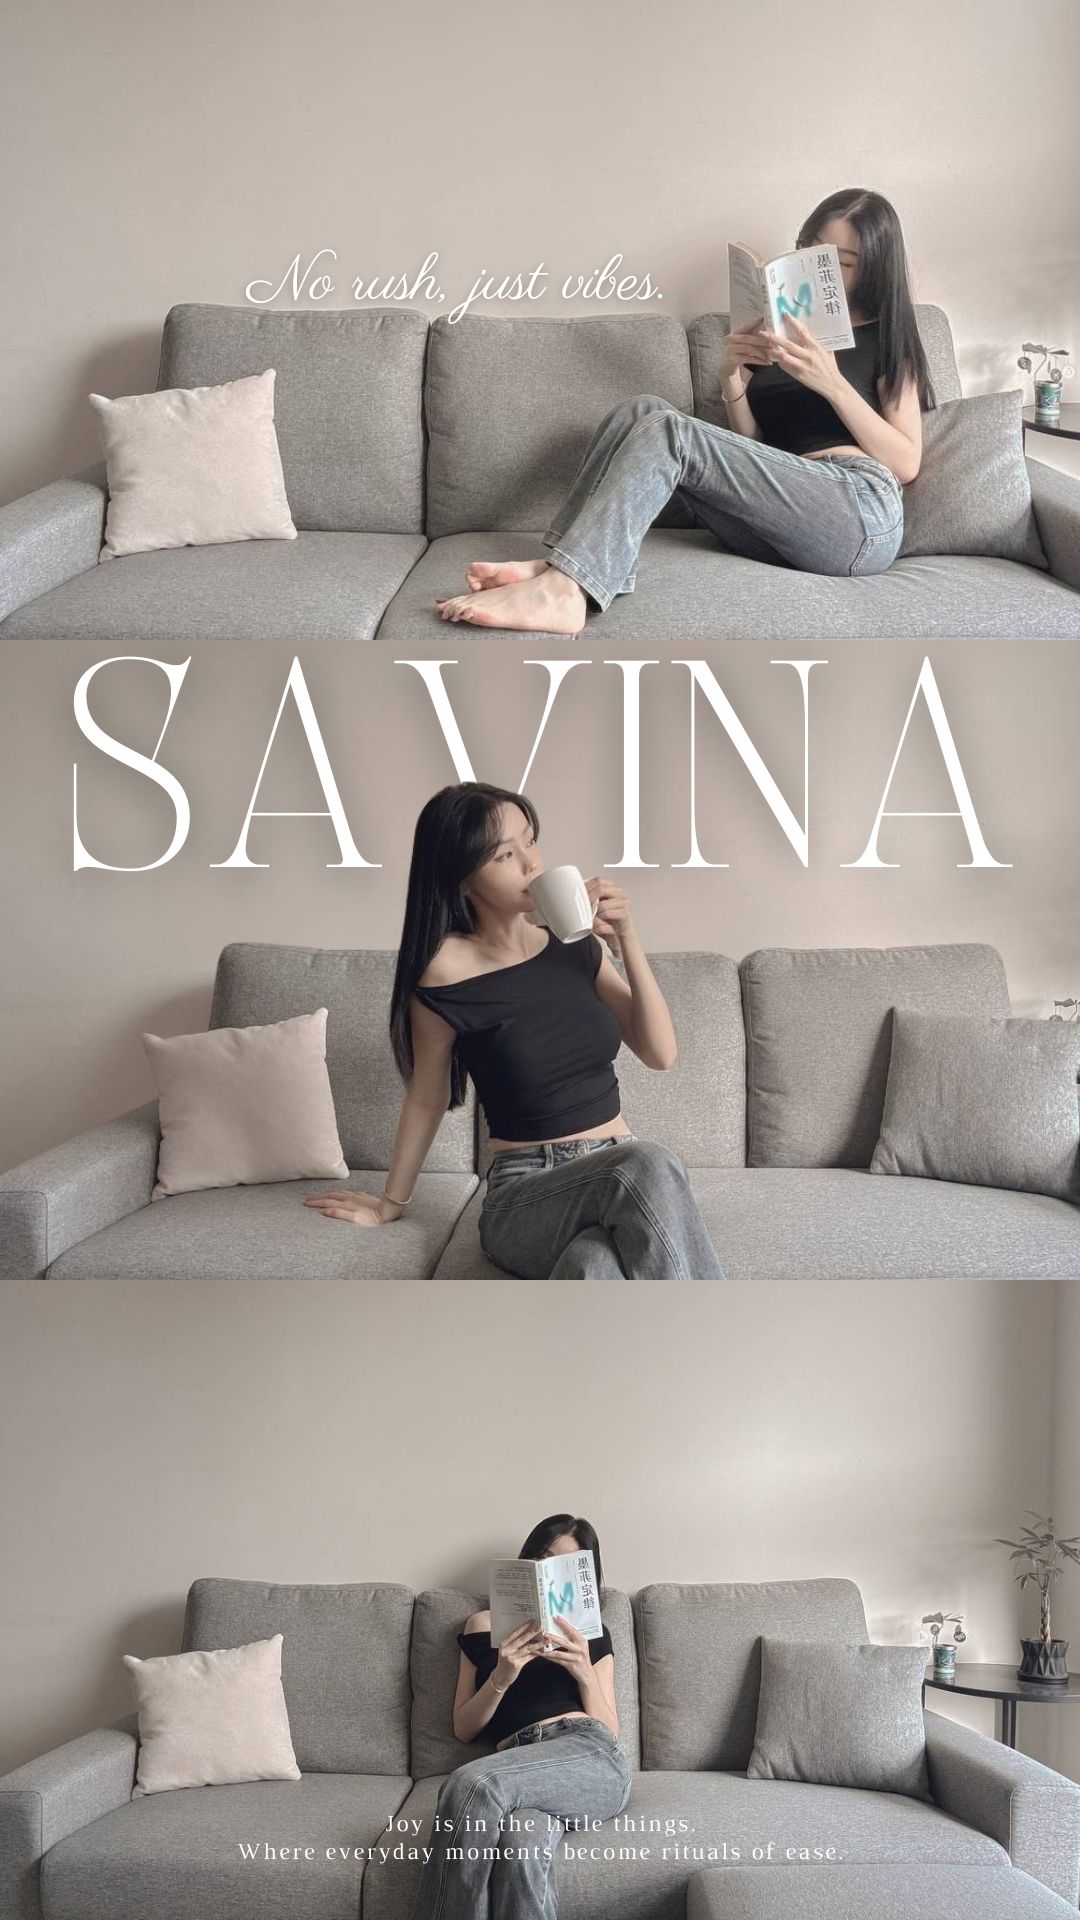 No rush, just vibes.
墨菲定律
SAVINA
墨菲定律
Joy is in the little things.
Where everyday moments become rituals of ease.